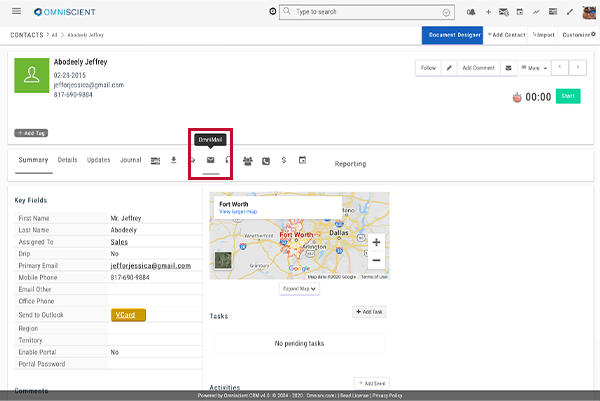 OMNISCIENT
Type to search
CONTACTS > All > Abodeely Jeffrey
Document Designer
+Add Contact
Import
Customize
Abodeely Jeffrey
02-28-2015
jefforjessica@gmail.com
817-690-9884
Follow
Add Comment
More
00:00
Start
+ Add Tag
OmniMail
Summary
Details
Updates
Journal
$
Reporting
Key Fields
First Name Mr. Jeffrey
Last Name Abodeely
Assigned To Sales
Drip No
Primary Email jefforjessica@gmail.com
Mobile Phone 817-690-9884
Email Other
Office Phone
Send to Outlook VCard
Region
Territory
Enable Portal No
Portal Password
Comments
Fort Worth
View larger map
Weatherford
Fort Worth
Dallas
Arlington
Granbury
Google
+
−
Map data ©2020 Google Terms of Use
Expand Map
Tasks
+ Add Task
No pending tasks
Activities
+ Add Event
Powered by Omniscient CRM v4.0 © 2004 - 2020 Omnisrv.com | Read License | Privacy Policy